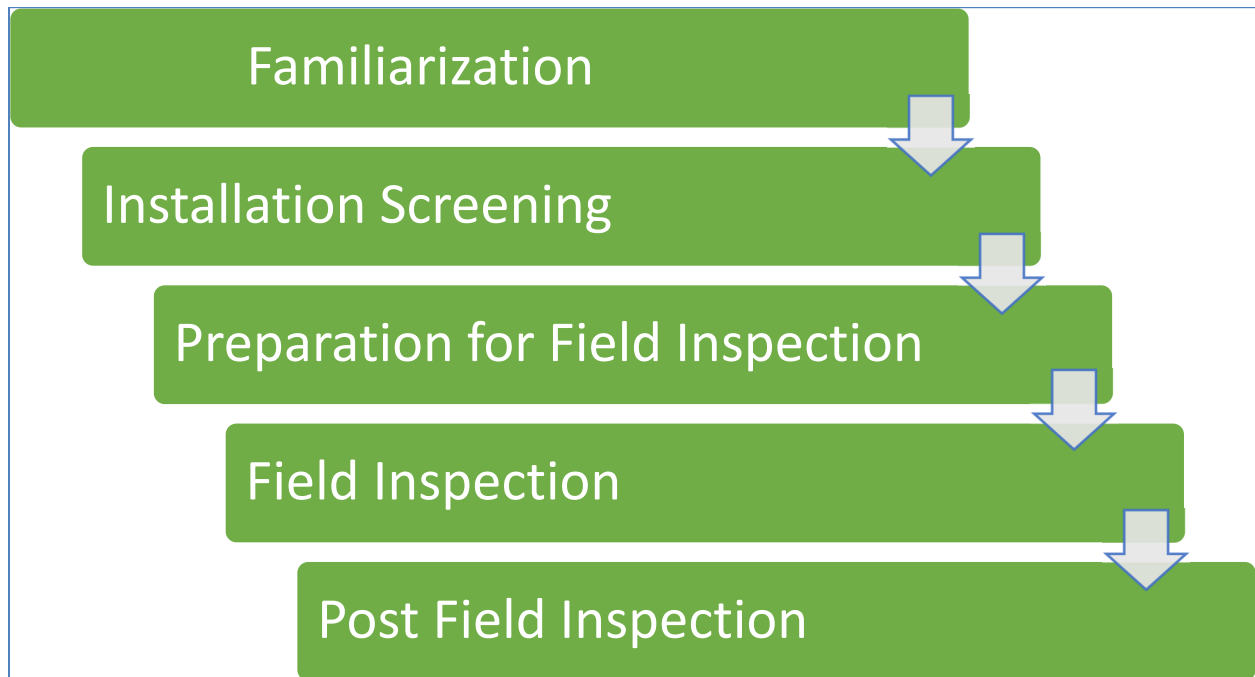 Familiarization
Installation Screening
Preparation for Field Inspection
Field Inspection
Post Field Inspection